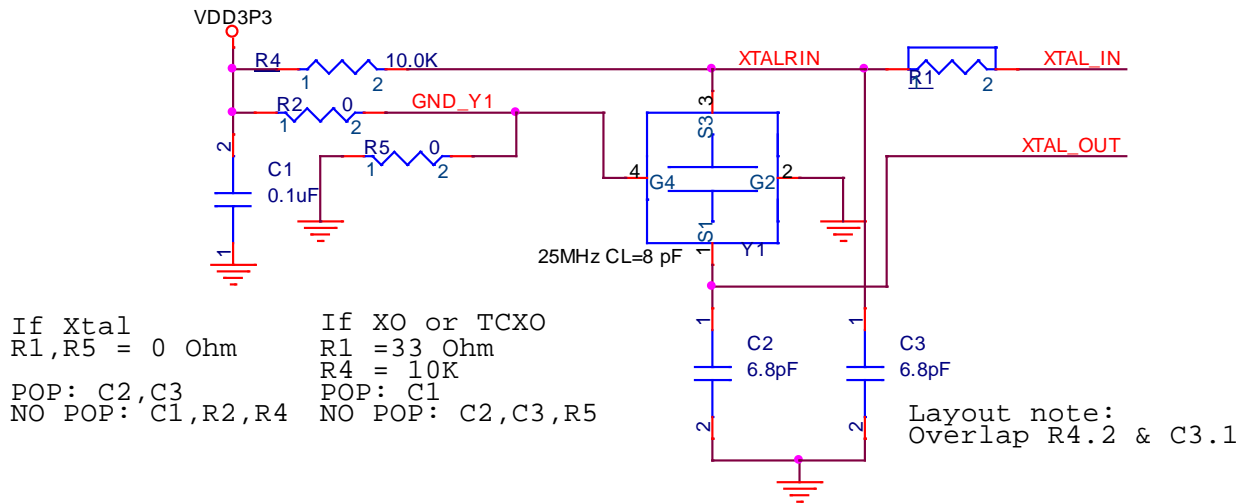 VDD3P3
R4
1
2
10.0K
XTALRIN
R1
1
2
XTAL_IN
R2
1
0
2
GND_Y1
3
S3
XTAL_OUT
2
C1
0.1uF
1
R5
1
0
2
4
G4
G2
2
S1
1
Y1
25MHz CL=8 pF
1
C2
6.8pF
2
1
C3
6.8pF
2
If Xtal
R1,R5 = 0 Ohm
POP: C2,C3
NO POP: C1,R2,R4
If XO or TCXO
R1 =33 Ohm
R4 = 10K
POP: C1
NO POP: C2,C3,R5
Layout note:
Overlap R4.2 & C3.1